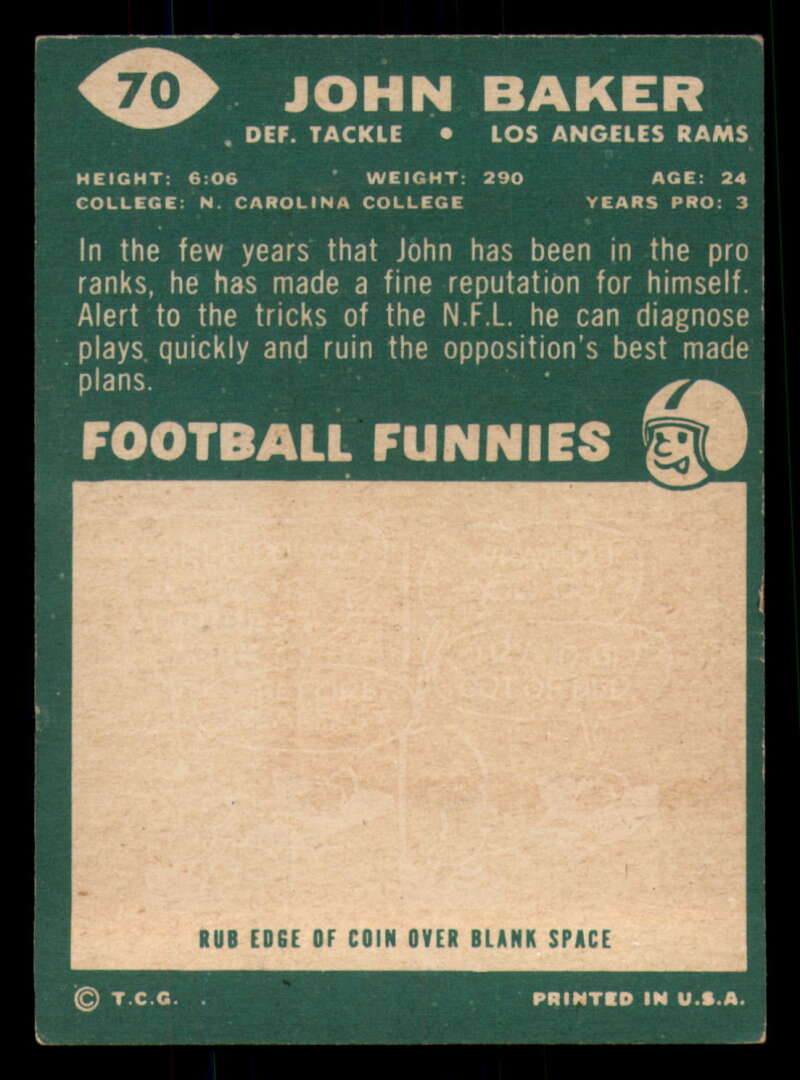 70
JOHN BAKER
DEF. TACKLE • LOS ANGELES RAMS
HEIGHT: 6:06 WEIGHT: 290 AGE: 24
COLLEGE: N. CAROLINA COLLEGE YEARS PRO: 3
In the few years that John has been in the pro
ranks, he has made a fine reputation for himself.
Alert to the tricks of the N.F.L. he can diagnose
plays quickly and ruin the opposition's best made
plans.
FOOTBALL FUNNIES
RUB EDGE OF COIN OVER BLANK SPACE
© T.C.G. PRINTED IN U.S.A.